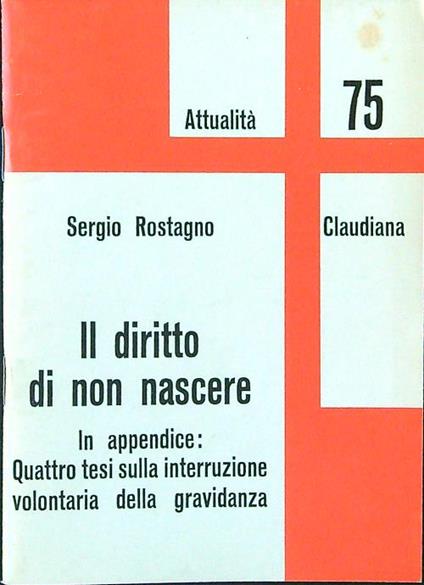 Attualità
75
Sergio Rostagno
Claudiana
Il diritto
di non nascere
In appendice:
Quattro tesi sulla interruzione
volontaria della gravidanza